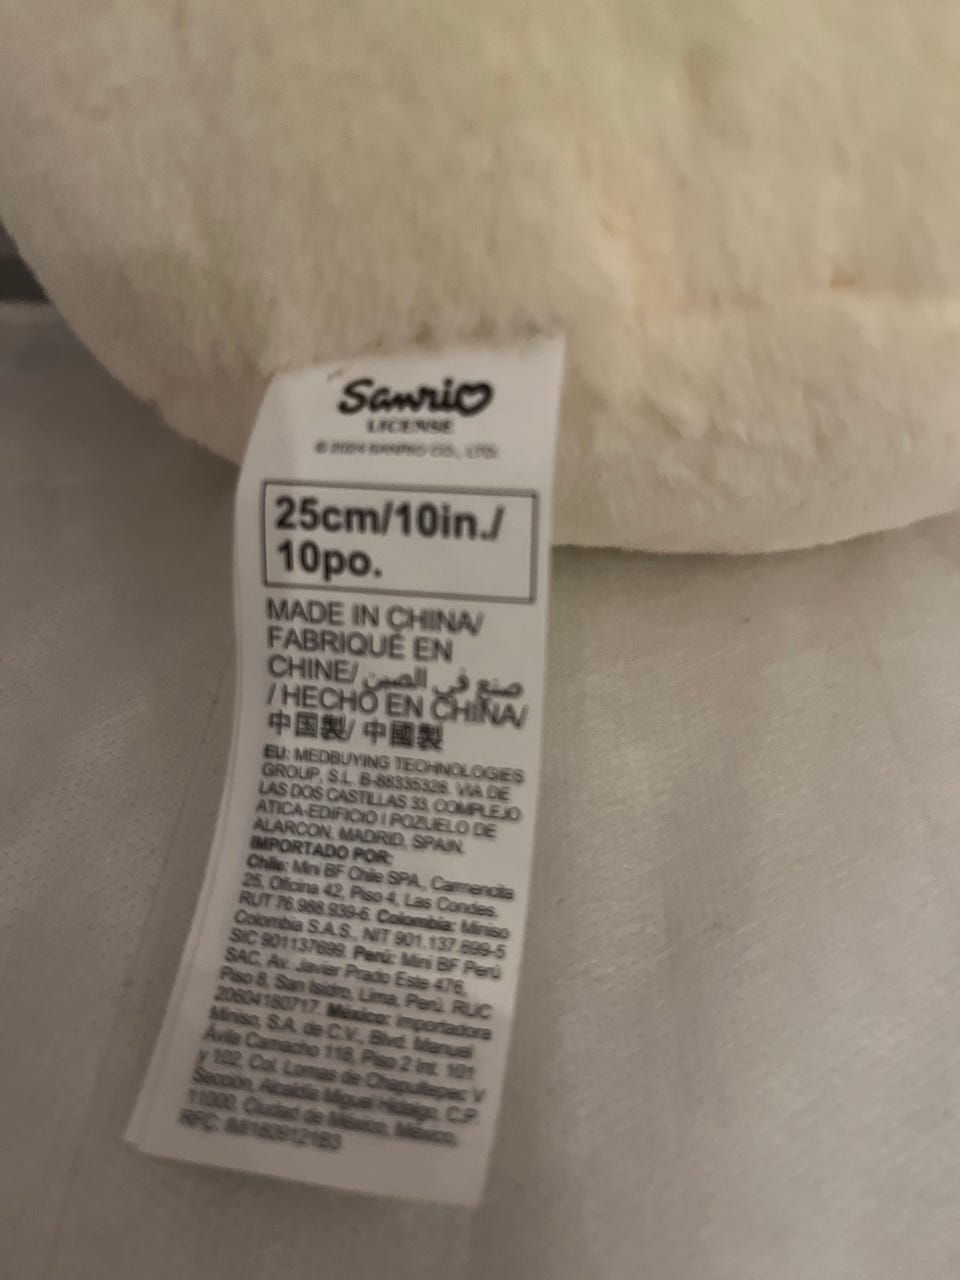 Sanrio
LICENSE
© 2024 SANRIO CO., LTD.
25cm/10in./
10po.
MADE IN CHINA/
FABRIQUÉ EN
CHINE/ صنع في الصين
/ HECHO EN CHINA/
中国製/ 中國製
EU: MEDBUYING TECHNOLOGIES
GROUP, S.L. B-88335328. VIA DE
LAS DOS CASTILLAS 33, COMPLEJO
ATICA-EDIFICIO I POZUELO DE
ALARCON, MADRID, SPAIN.
IMPORTADO POR:
Chile: Mini BF Chile SPA., Carmencita
25, Oficina 42, Piso 4, Las Condes.
RUT 76.988.939-6. Colombia: Miniso
Colombia S.A.S., NIT 901.137.699-5
SIC 901137699. Perú: Mini BF Perú
SAC, Av. Javier Prado Este 476,
Piso 8, San Isidro, Lima, Perú. RUC
20604180717. México: Importadora
Miniso, S.A. de C.V., Blvd. Manuel
Ávila Camacho 118, Piso 2 Int. 101
y 102, Col. Lomas de Chapultepec V
Sección, Alcaldía Miguel Hidalgo, C.P.
11000, Ciudad de México, México,
RFC: